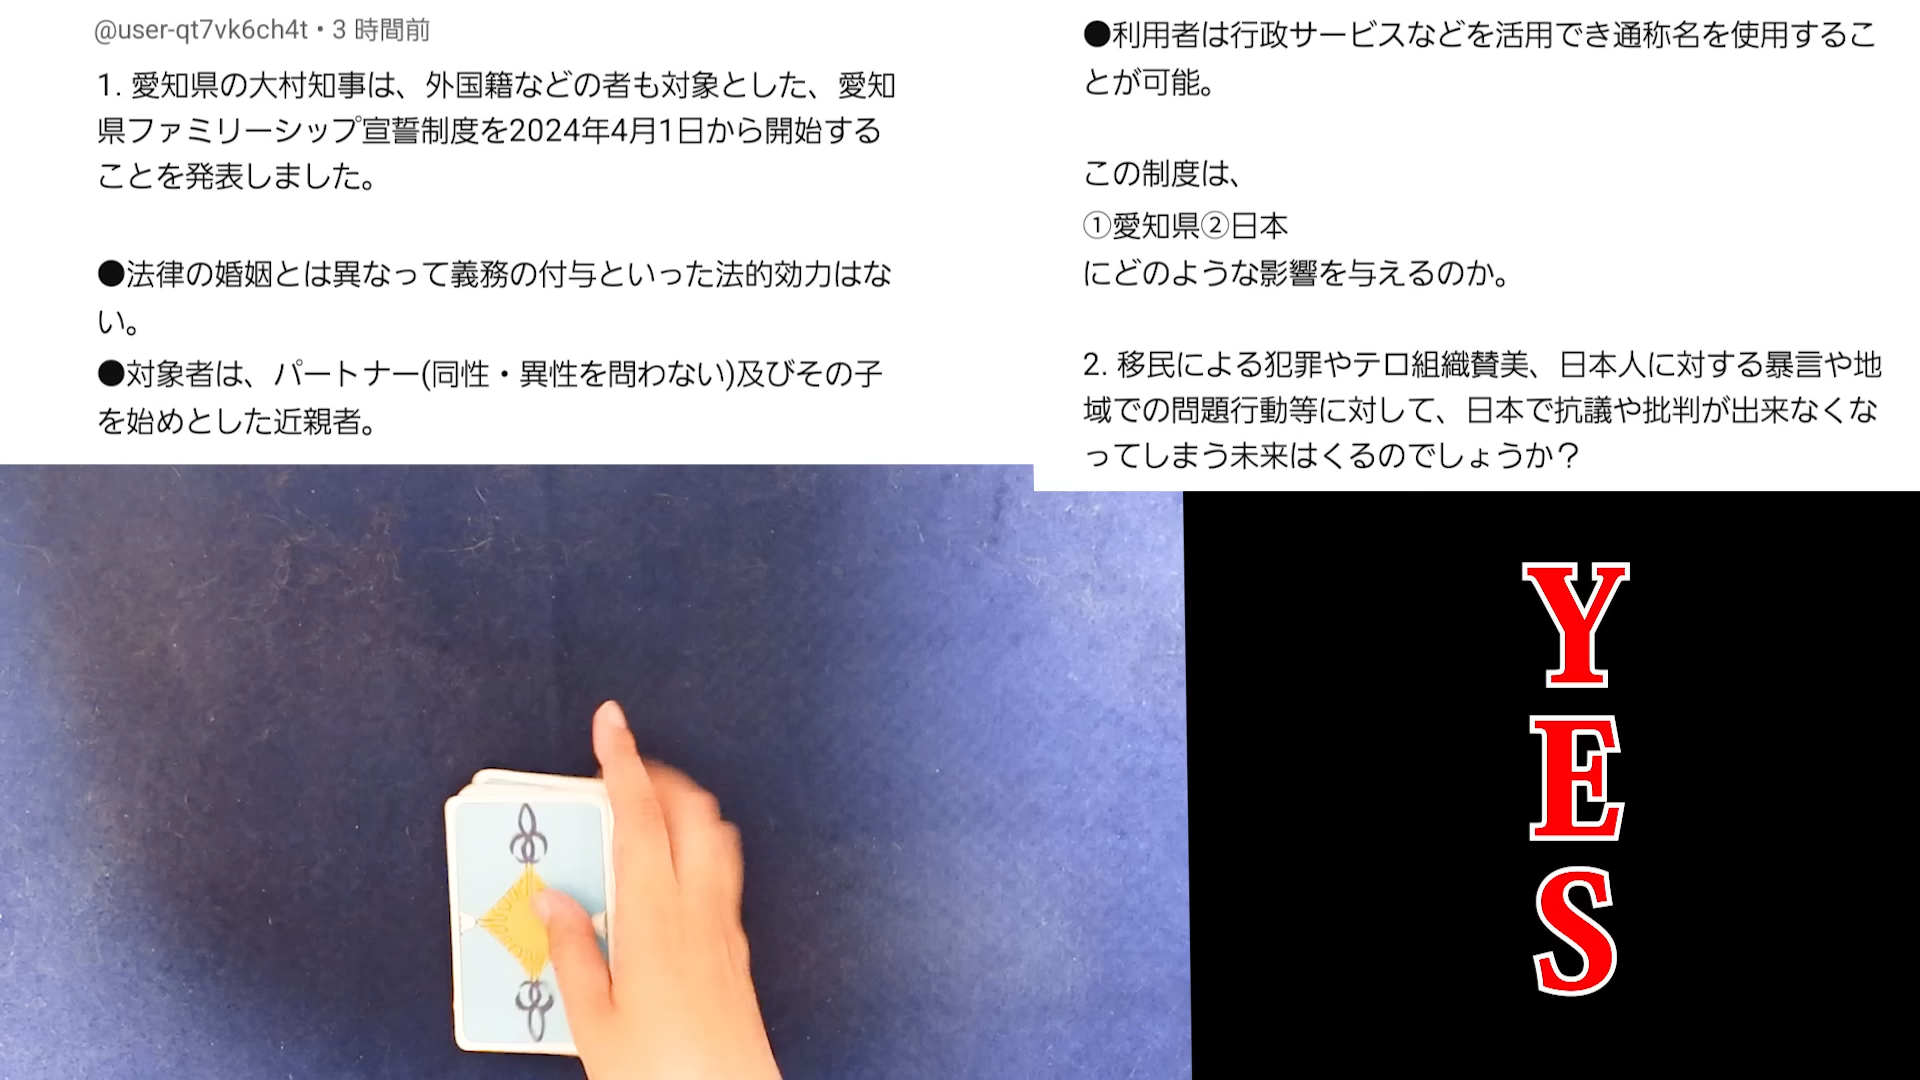 @user-qt7vk6ch4t • 3 時間前
1. 愛知県の大村知事は、外国籍などの者も対象とした、愛知
県ファミリーシップ宣誓制度を2024年4月1日から開始する
ことを発表しました。
●法律の婚姻とは異なって義務の付与といった法的効力はな
い。
●対象者は、パートナー(同性・異性を問わない)及びその子
を始めとした近親者。
●利用者は行政サービスなどを活用でき通称名を使用するこ
とが可能。
この制度は、
①愛知県②日本
にどのような影響を与えるのか。
2. 移民による犯罪やテロ組織賛美、日本人に対する暴言や地
域での問題行動等に対して、日本で抗議や批判が出来なくな
ってしまう未来はくるのでしょうか？
YES